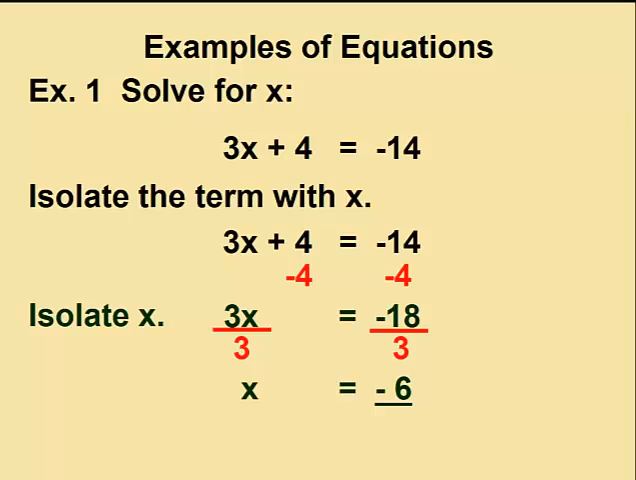 Examples of Equations
Ex. 1 Solve for x:
3x + 4 = -14
Isolate the term with x.
3x + 4 = -14
-4 -4
Isolate x. 3x = -18
3 3
x = - 6